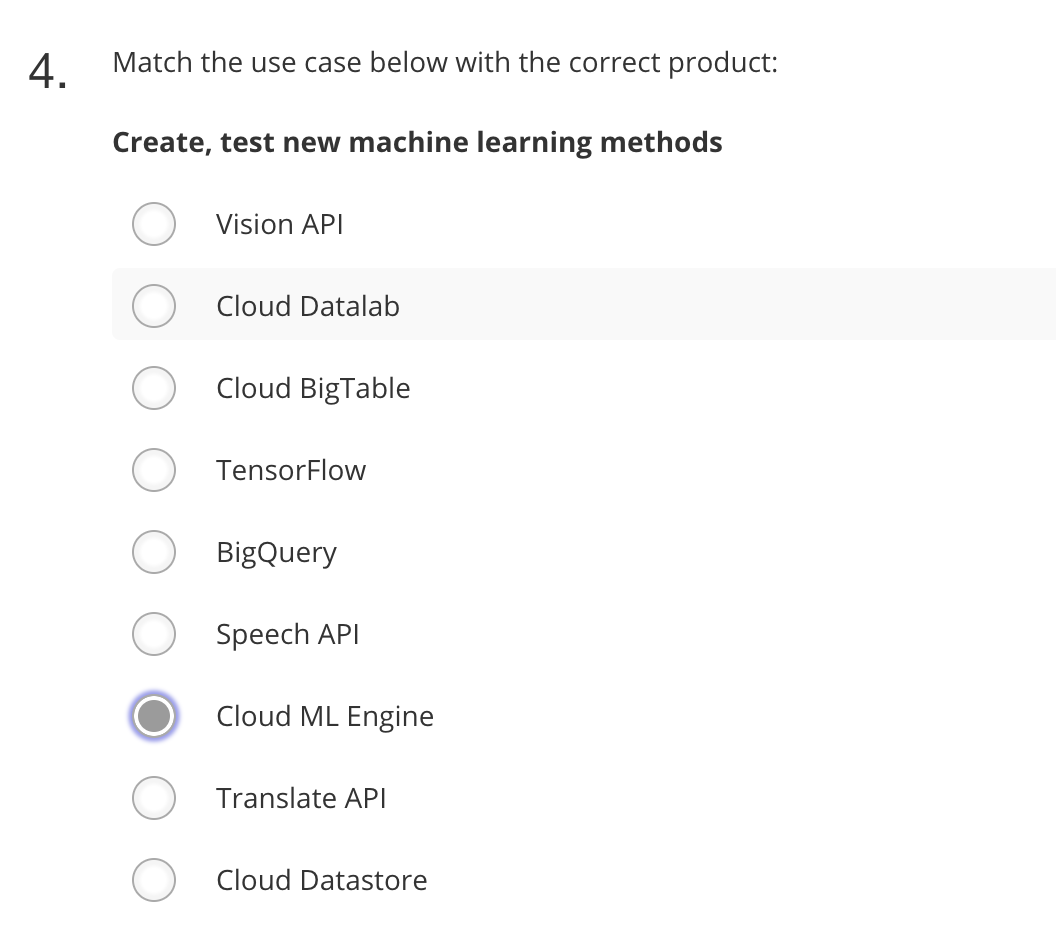 4.
Match the use case below with the correct product:
Create, test new machine learning methods
Vision API
Cloud Datalab
Cloud BigTable
TensorFlow
BigQuery
Speech API
Cloud ML Engine
Translate API
Cloud Datastore